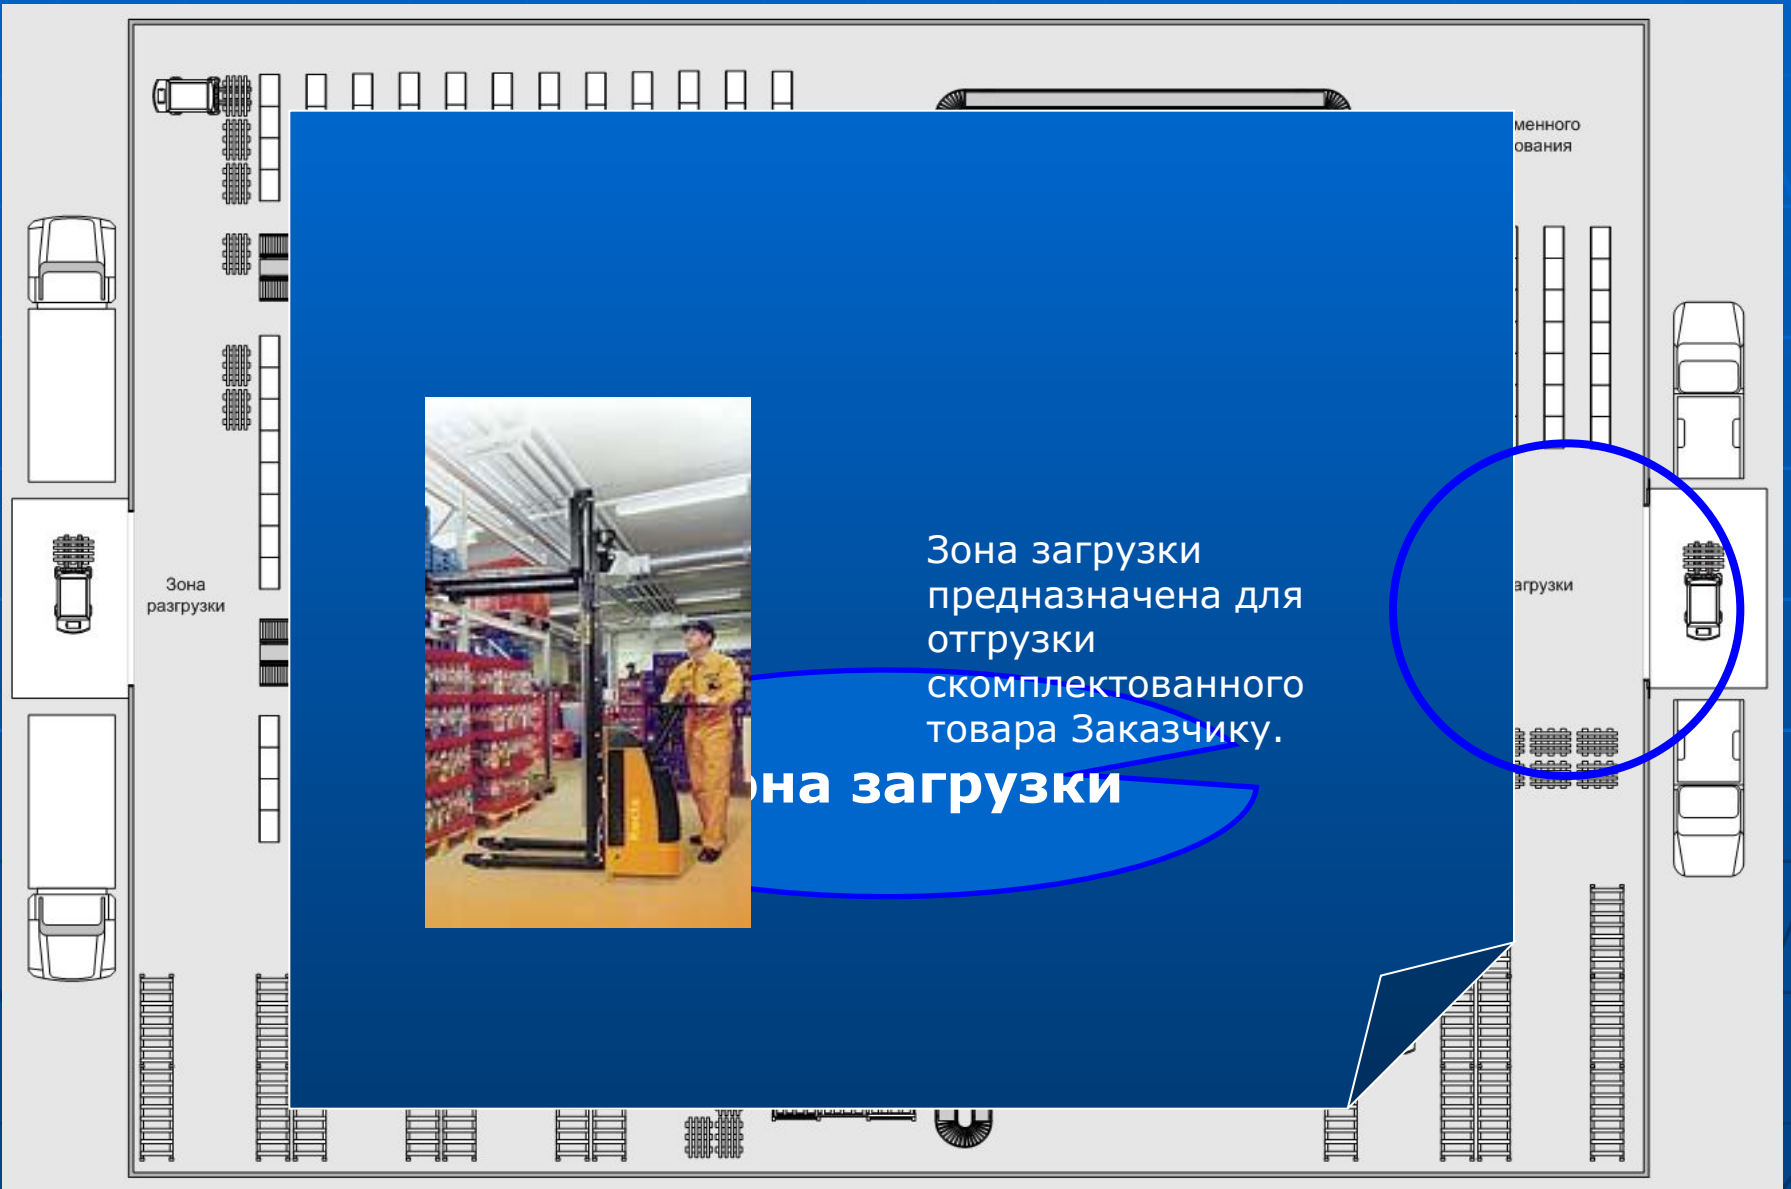 менного
ования
Зона
разгрузки
Зона загрузки
предназначена для
отгрузки
скомплектованного
товара Заказчику.
на загрузки
агрузки